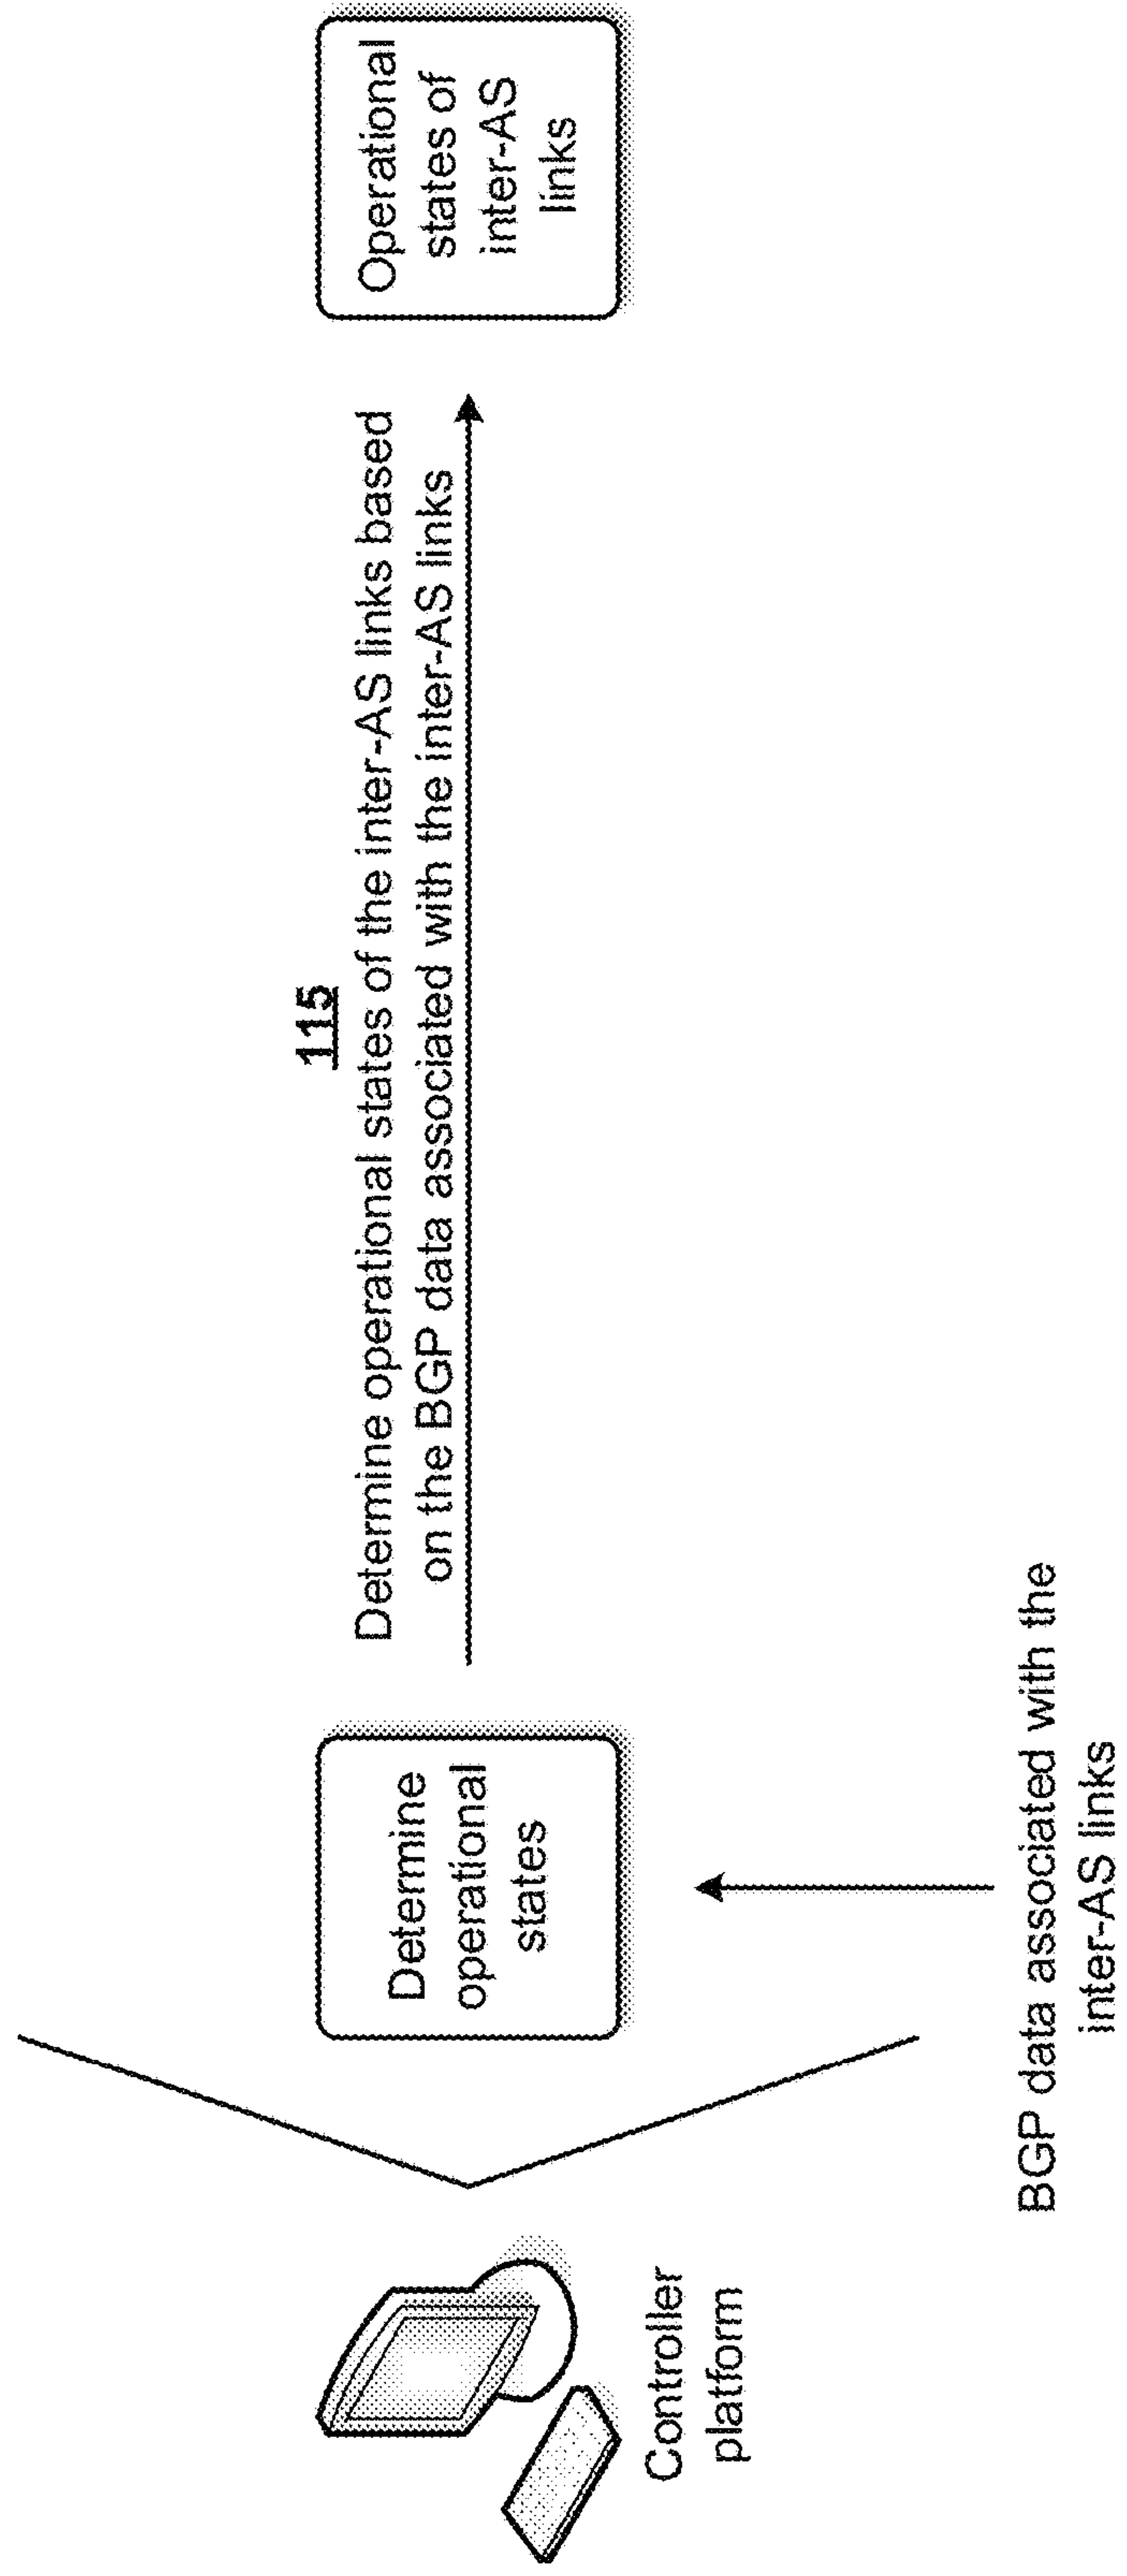 115
Determine operational states of the inter-AS links based
on the BGP data associated with the inter-AS links
Controller
platform
Determine
operational
states
Operational
states of
inter-AS
links
BGP data associated with the
inter-AS links